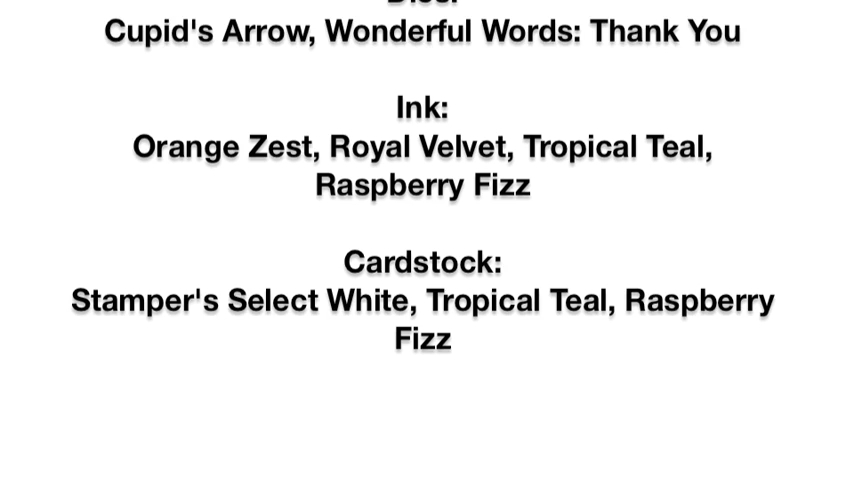 Cupid's Arrow, Wonderful Words: Thank You
Ink:
Orange Zest, Royal Velvet, Tropical Teal,
Raspberry Fizz
Cardstock:
Stamper's Select White, Tropical Teal, Raspberry
Fizz